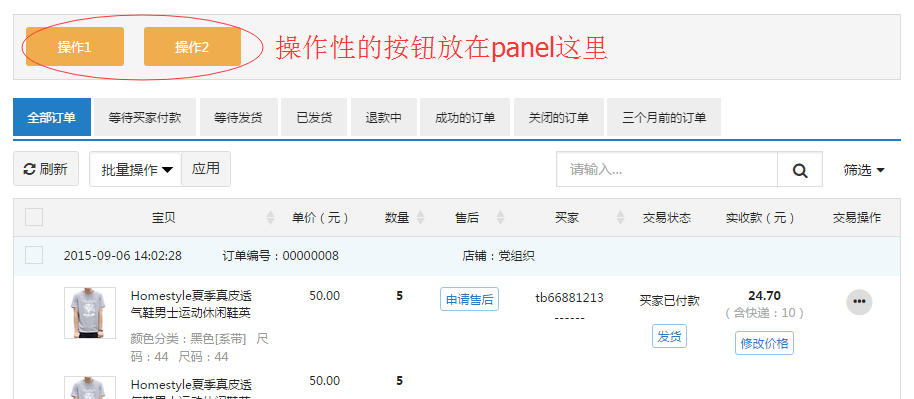 操作1 操作2 操作性的按钮放在panel这里
全部订单 等待买家付款 等待发货 已发货 退款中 成功的订单 关闭的订单 三个月前的订单
刷新 批量操作 应用 请输入... 筛选
宝贝 单价（元） 数量 售后 买家 交易状态 实收款（元） 交易操作
2015-09-06 14:02:28 订单编号：00000008 店铺：党组织
Homestyle夏季真皮透 50.00 5 申请售后 tb66881213 买家已付款 24.70
气鞋男士运动休闲鞋英 ------ （含快递：10）
颜色分类：黑色[系带] 尺 发货 修改价格
码：44 尺码：44
Homestyle夏季真皮透 50.00 5
气鞋男士运动休闲鞋英